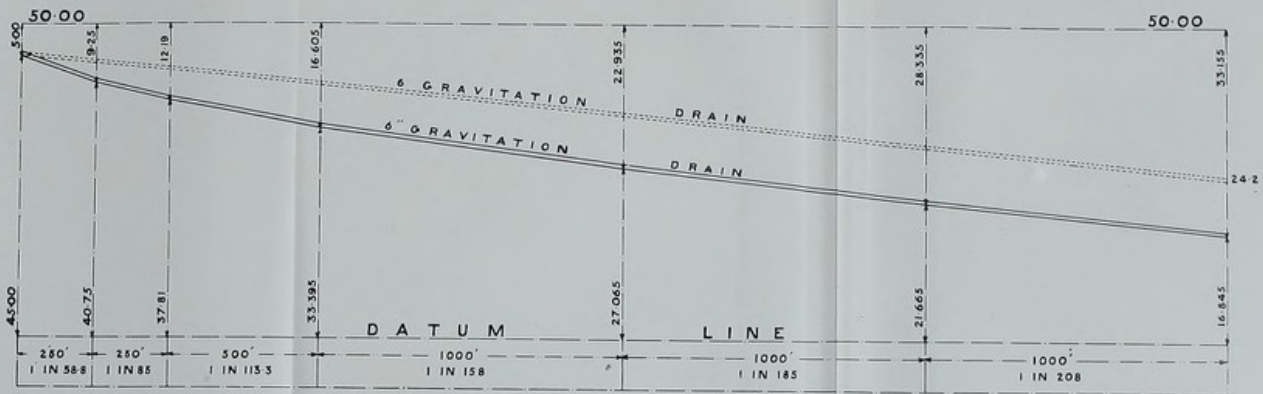 50·00 50·00
5·00 9·25 12·19 16·605 22·935 28·335 33·155
6 GRAVITATION DRAIN
6" GRAVITATION DRAIN
24·2
45·00 40·75 37·81 33·395 27·065 21·665 16·845
DATUM LINE
250' 250' 500' 1000' 1000' 1000'
1 IN 58·8 1 IN 85 1 IN 113·3 1 IN 158 1 IN 185 1 IN 208